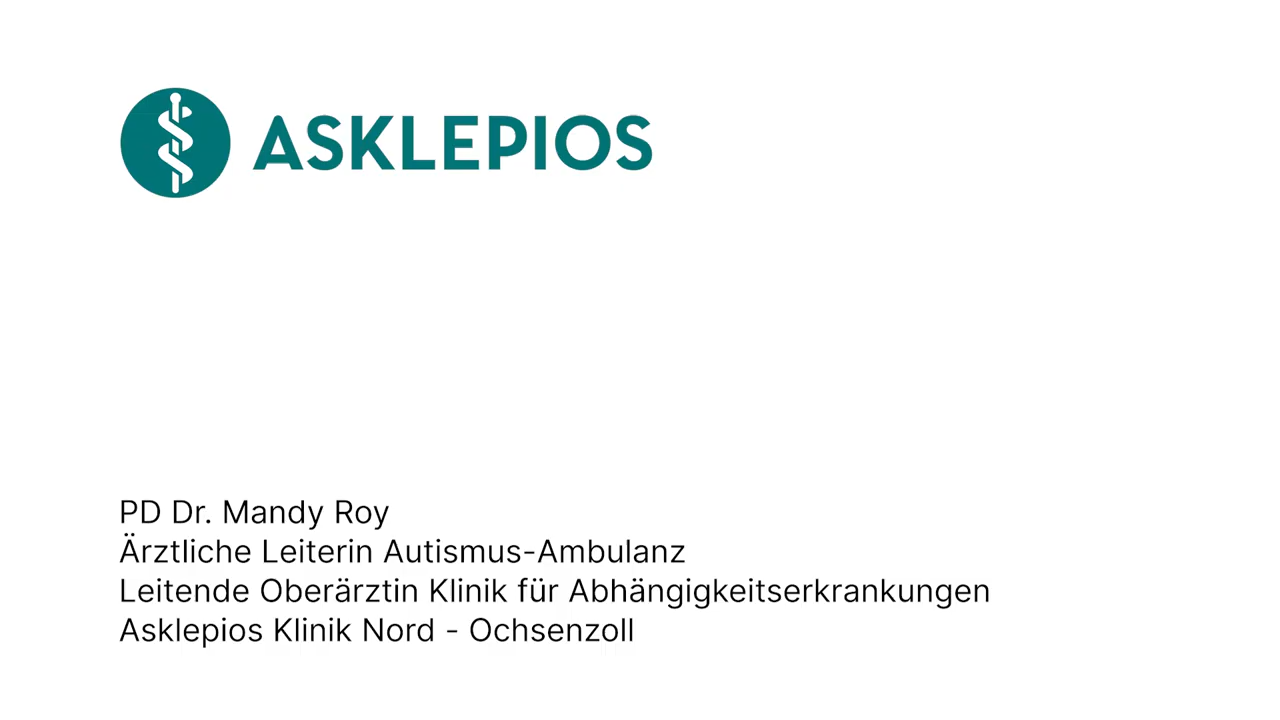 ASKLEPIOS
PD Dr. Mandy Roy
Ärztliche Leiterin Autismus-Ambulanz
Leitende Oberärztin Klinik für Abhängigkeitserkrankungen
Asklepios Klinik Nord - Ochsenzoll